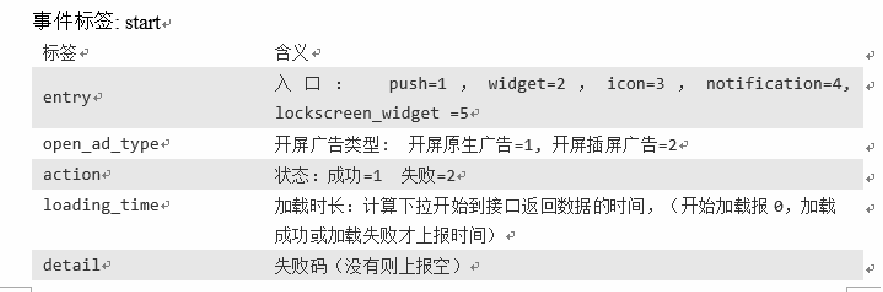 事件标签: start
标签 含义
entry 入口： push=1 ， widget=2 ， icon=3 ， notification=4,
lockscreen_widget =5
open_ad_type 开屏广告类型： 开屏原生广告=1, 开屏插屏广告=2
action 状态：成功=1 失败=2
loading_time 加载时长：计算下拉开始到接口返回数据的时间，（开始加载报 0，加载
成功或加载失败才上报时间）
detail 失败码（没有则上报空）